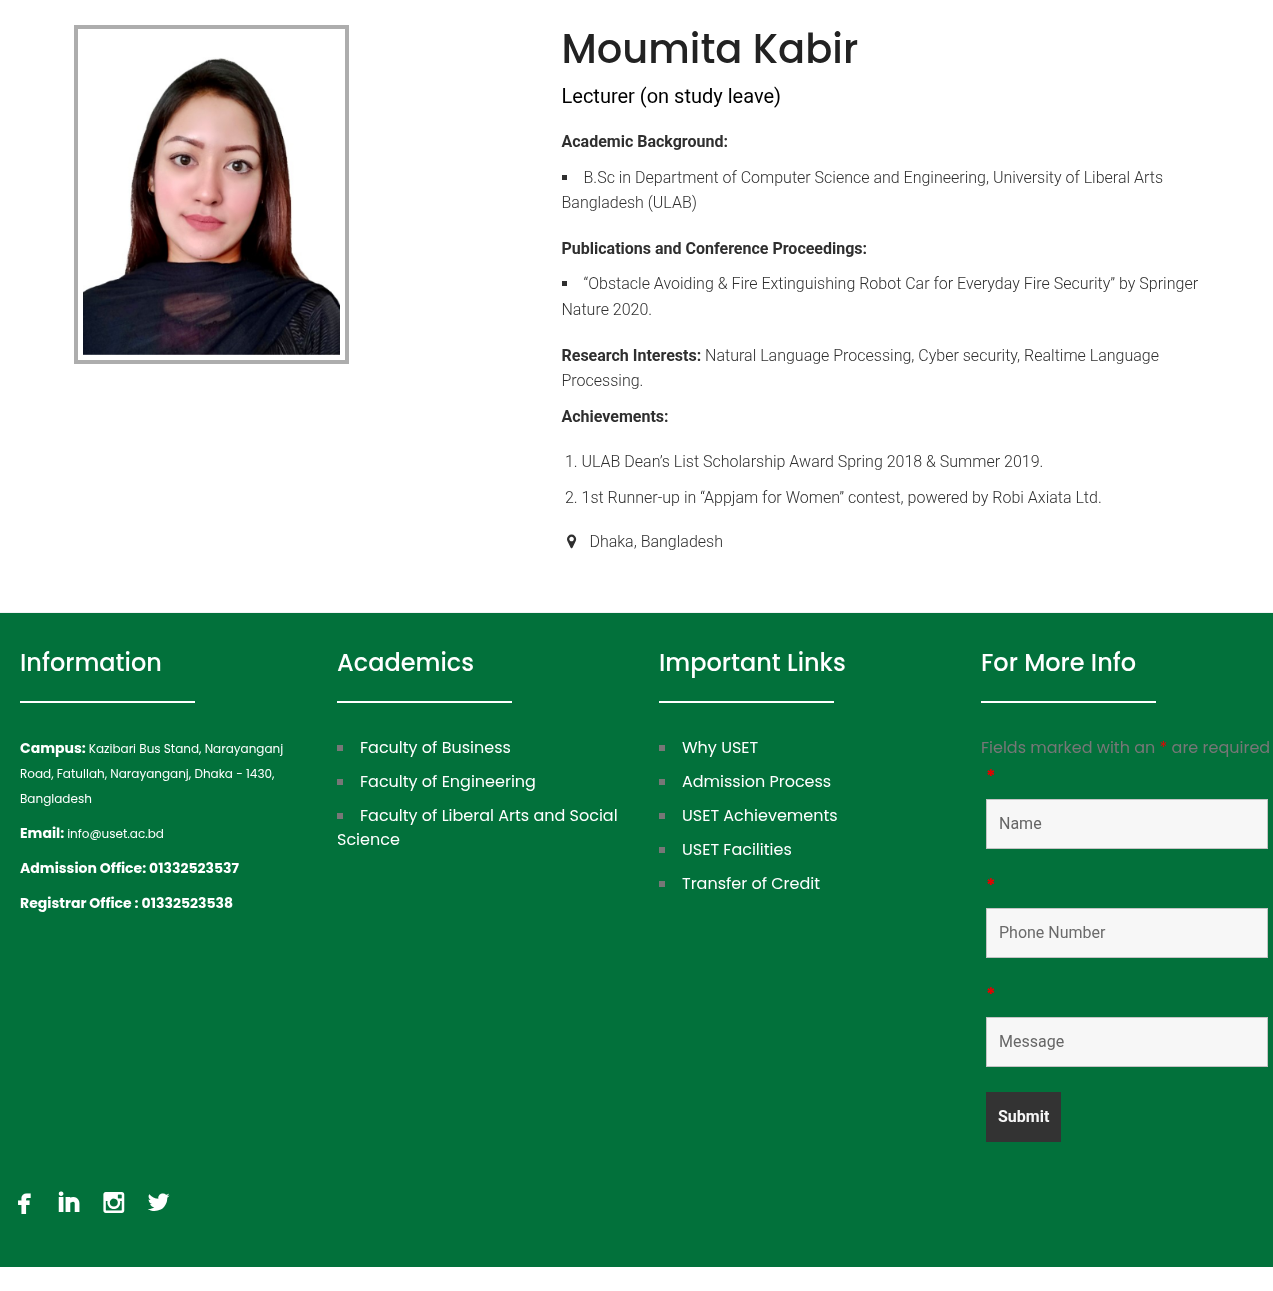 Moumita Kabir
Lecturer (on study leave)
Academic Background:
▪ B.Sc in Department of Computer Science and Engineering, University of Liberal Arts
Bangladesh (ULAB)
Publications and Conference Proceedings:
▪ “Obstacle Avoiding & Fire Extinguishing Robot Car for Everyday Fire Security” by Springer
Nature 2020.
Research Interests: Natural Language Processing, Cyber security, Realtime Language
Processing.
Achievements:
1. ULAB Dean’s List Scholarship Award Spring 2018 & Summer 2019.
2. 1st Runner-up in “Appjam for Women” contest, powered by Robi Axiata Ltd.
Dhaka, Bangladesh
Information
Campus: Kazibari Bus Stand, Narayanganj
Road, Fatullah, Narayanganj, Dhaka - 1430,
Bangladesh
Email: info@uset.ac.bd
Admission Office: 01332523537
Registrar Office : 01332523538
Academics
▪ Faculty of Business
▪ Faculty of Engineering
▪ Faculty of Liberal Arts and Social
Science
Important Links
▪ Why USET
▪ Admission Process
▪ USET Achievements
▪ USET Facilities
▪ Transfer of Credit
For More Info
Fields marked with an * are required
*
Name
*
Phone Number
*
Message
Submit